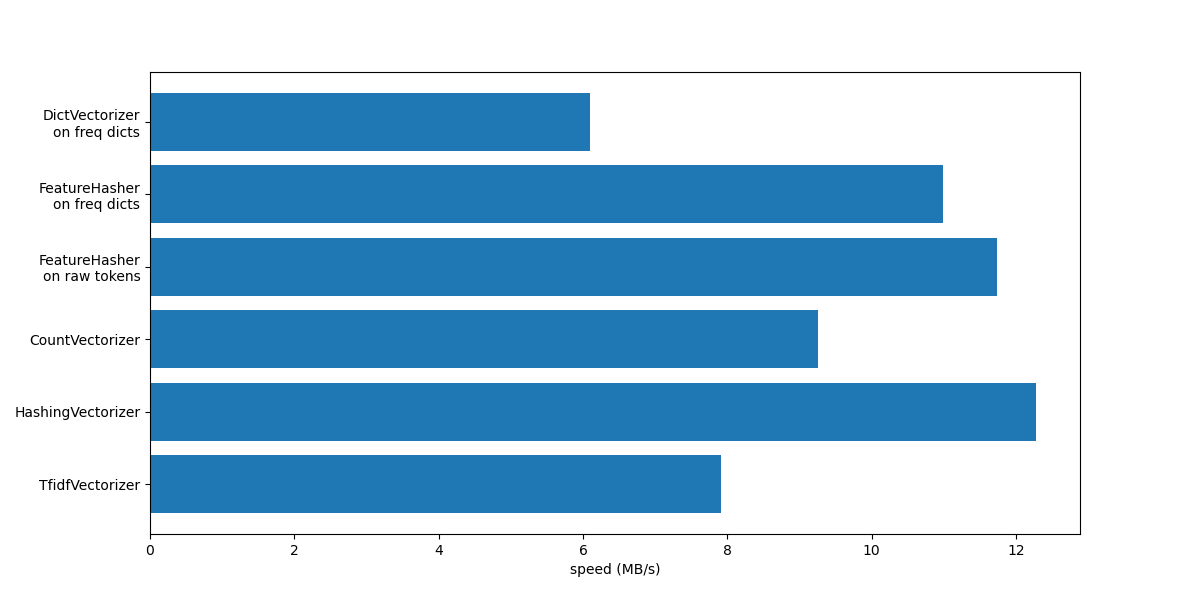 DictVectorizer
on freq dicts
FeatureHasher
on freq dicts
FeatureHasher
on raw tokens
CountVectorizer
HashingVectorizer
TfidfVectorizer
0 2 4 6 8 10 12
speed (MB/s)